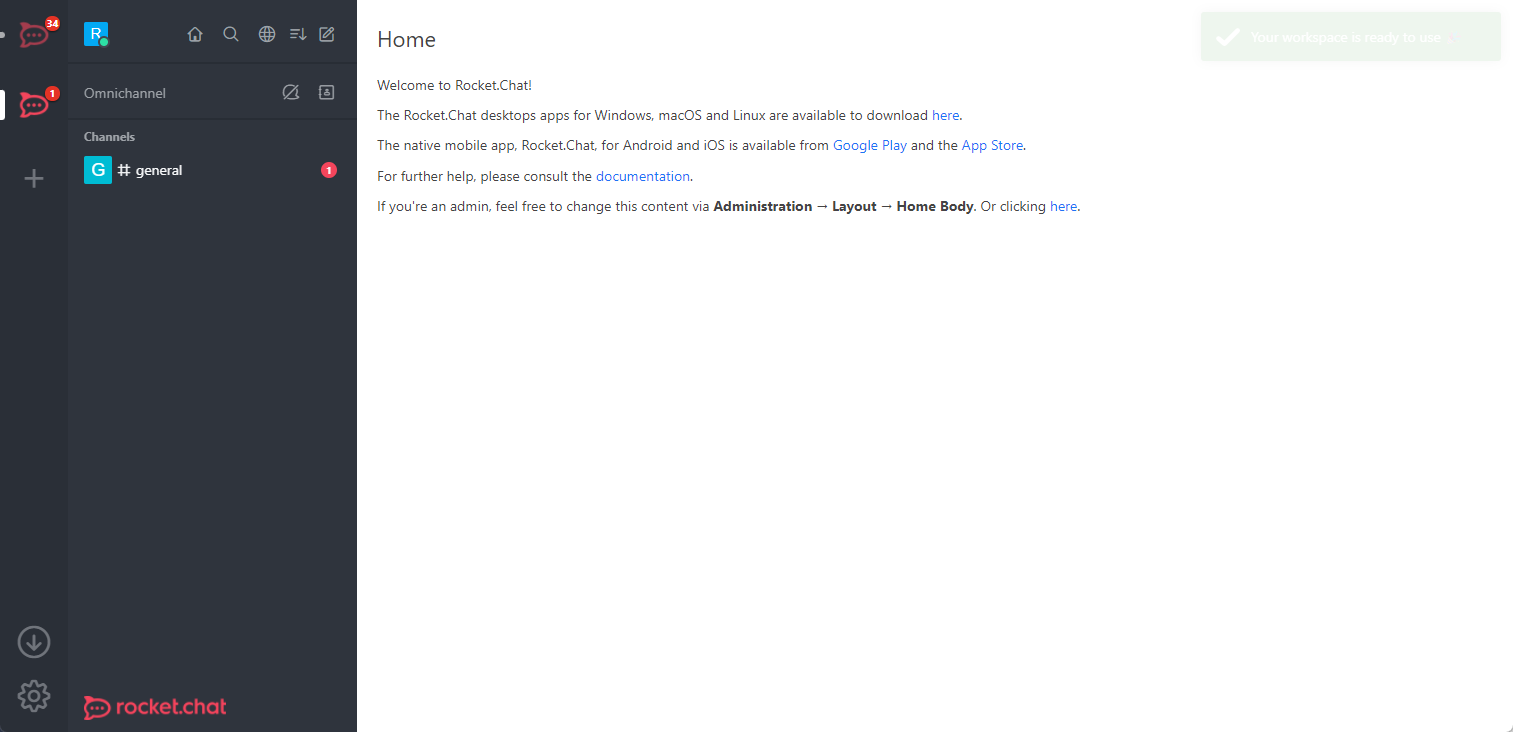 34
R
Home
Your workspace is ready to use
Welcome to Rocket.Chat!
1
Omnichannel
The Rocket.Chat desktops apps for Windows, macOS and Linux are available to download here.
Channels
The native mobile app, Rocket.Chat, for Android and iOS is available from Google Play and the App Store.
G # general 1
For further help, please consult the documentation.
If you're an admin, feel free to change this content via Administration → Layout → Home Body. Or clicking here.
rocket.chat